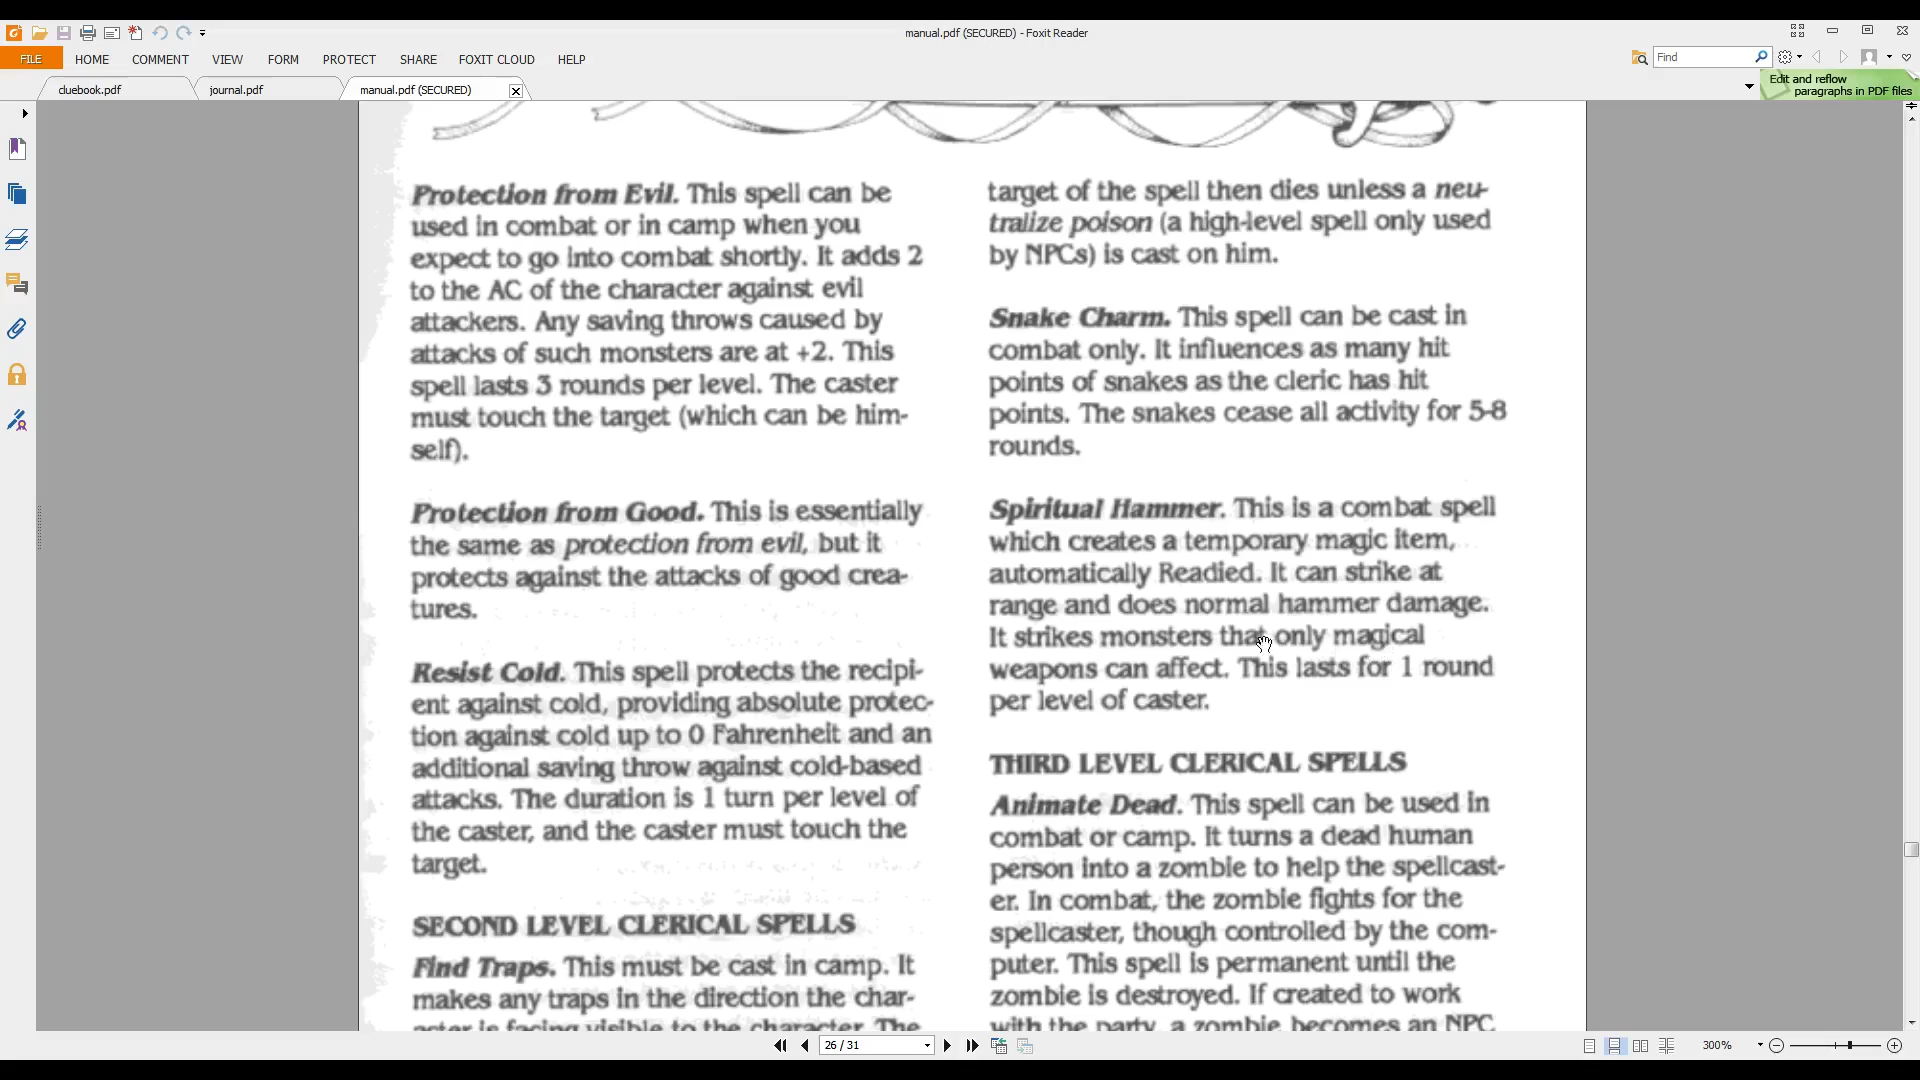 manual.pdf (SECURED) - Foxit Reader
FILE
HOME
COMMENT
VIEW
FORM
PROTECT
SHARE
FOXIT CLOUD
HELP
Find
cluebook.pdf
journal.pdf
manual.pdf (SECURED)
Edit and reflow
paragraphs in PDF files
Protection from Evil. This spell can be
used in combat or in camp when you
expect to go into combat shortly. It adds 2
to the AC of the character against evil
attackers. Any saving throws caused by
attacks of such monsters are at +2. This
spell lasts 3 rounds per level. The caster
must touch the target (which can be him-
self).
Protection from Good. This is essentially
the same as protection from evil, but it
protects against the attacks of good crea-
tures.
Resist Cold. This spell protects the recipi-
ent against cold, providing absolute protec-
tion against cold up to 0 Fahrenheit and an
additional saving throw against cold-based
attacks. The duration is 1 turn per level of
the caster, and the caster must touch the
target.
SECOND LEVEL CLERICAL SPELLS
Find Traps. This must be cast in camp. It
makes any traps in the direction the char-
acter is facing visible to the character. The
target of the spell then dies unless a neu-
tralize poison (a high-level spell only used
by NPCs) is cast on him.
Snake Charm. This spell can be cast in
combat only. It influences as many hit
points of snakes as the cleric has hit
points. The snakes cease all activity for 5-8
rounds.
Spiritual Hammer. This is a combat spell
which creates a temporary magic item,
automatically Readied. It can strike at
range and does normal hammer damage.
It strikes monsters that only magical
weapons can affect. This lasts for 1 round
per level of caster.
THIRD LEVEL CLERICAL SPELLS
Animate Dead. This spell can be used in
combat or camp. It turns a dead human
person into a zombie to help the spellcast-
er. In combat, the zombie fights for the
spellcaster, though controlled by the com-
puter. This spell is permanent until the
zombie is destroyed. If created to work
with the party, a zombie becomes an NPC
26 / 31
300%